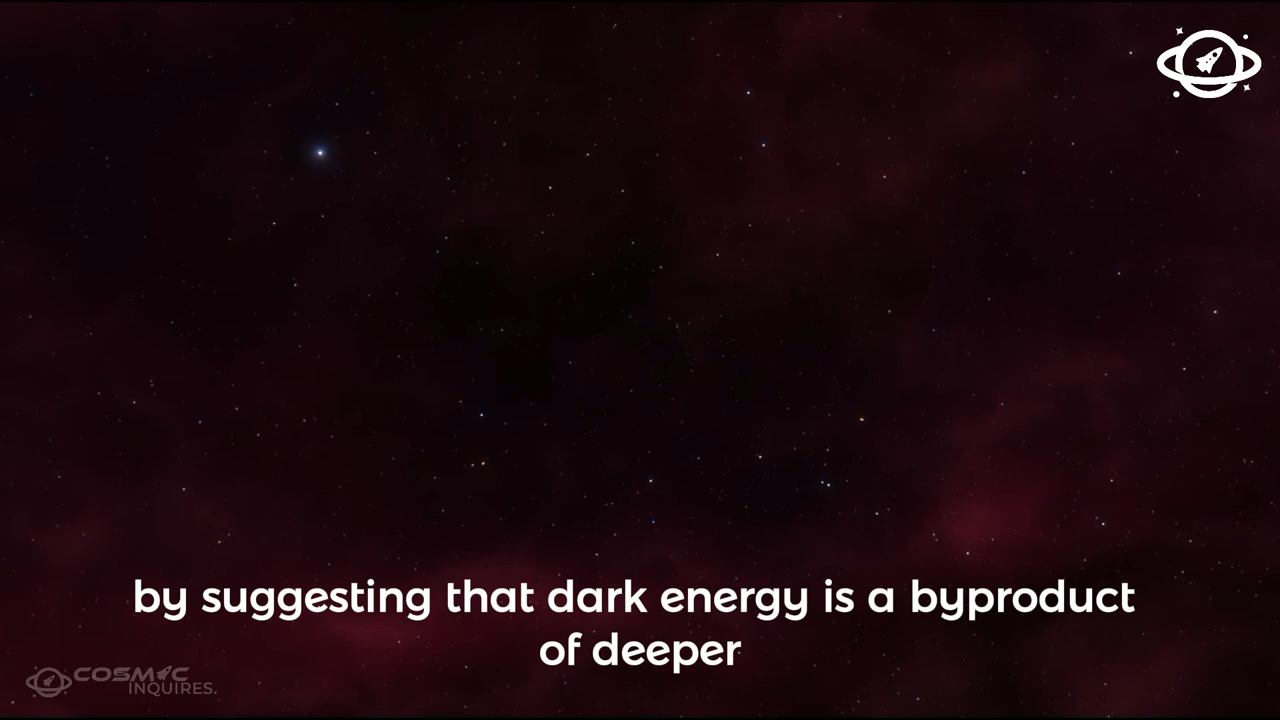 by suggesting that dark energy is a byproduct
of deeper
COSMIC
INQUIRES.